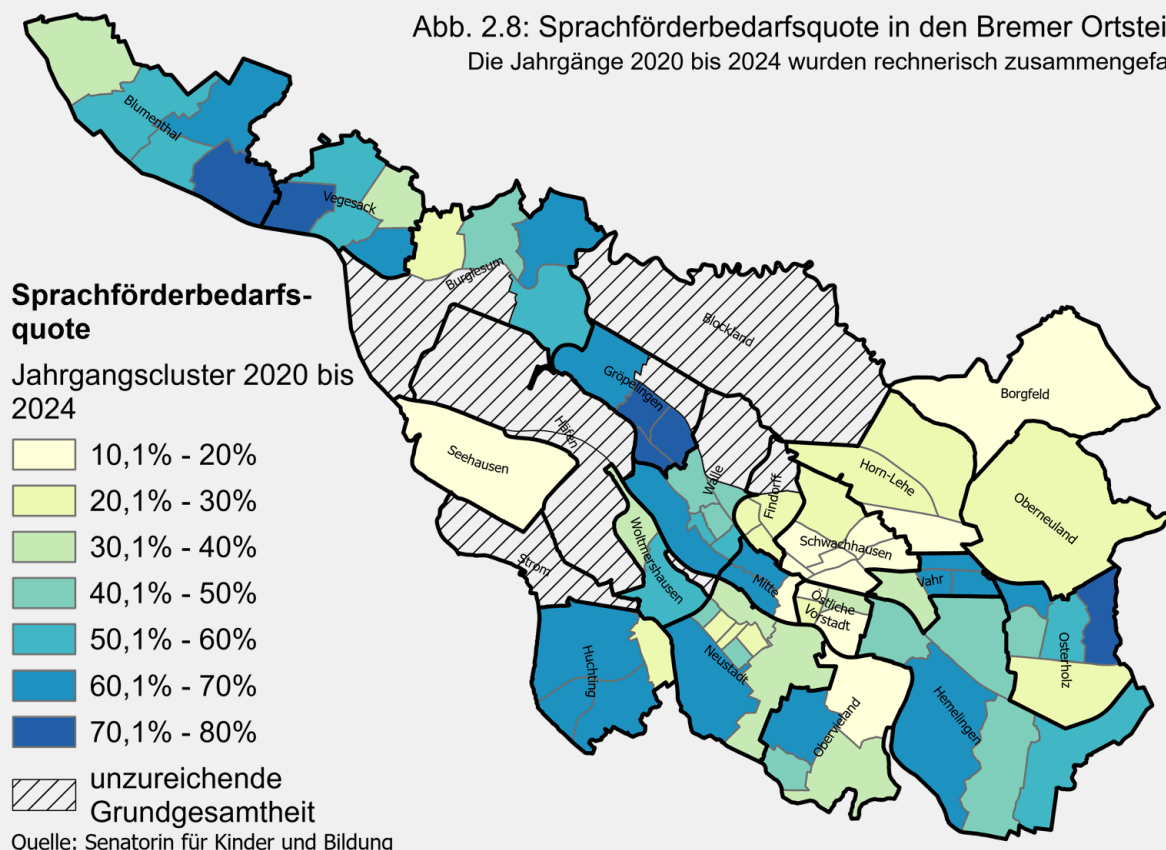 Abb. 2.8: Sprachförderbedarfsquote in den Bremer Ortstei
Die Jahrgänge 2020 bis 2024 wurden rechnerisch zusammengefa
Blumenthal
Vegesack
Burglesum
Blockland
Gröpelingen
Borgfeld
Häfen
Seehausen
Walle
Findorff
Horn-Lehe
Oberneuland
Schwachhausen
Strom
Woltmershausen
Mitte
Östliche
Vorstadt
Vahr
Osterholz
Huchting
Neustadt
Obervieland
Hemelingen
Sprachförderbedarfs-
quote
Jahrgangscluster 2020 bis
2024
10,1% - 20%
20,1% - 30%
30,1% - 40%
40,1% - 50%
50,1% - 60%
60,1% - 70%
70,1% - 80%
unzureichende
Grundgesamtheit
Quelle: Senatorin für Kinder und Bildung